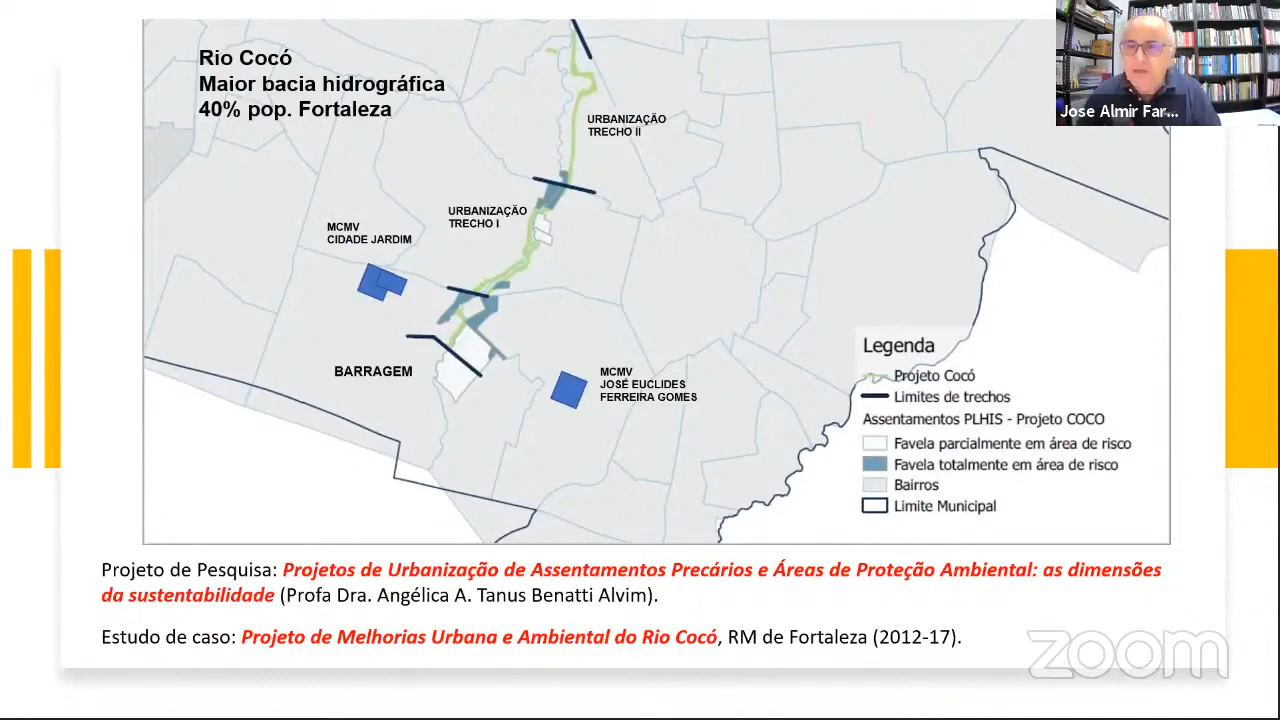 Rio Cocó
Maior bacia hidrográfica
40% pop. Fortaleza
Jose Almir Far...
URBANIZAÇÃO
TRECHO II
URBANIZAÇÃO
TRECHO I
MCMV
CIDADE JARDIM
BARRAGEM
MCMV
JOSÉ EUCLIDES
FERREIRA GOMES
Legenda
Projeto Cocó
Limites de trechos
Assentamentos PLHIS - Projeto COCO
Favela parcialmente em área de risco
Favela totalmente em área de risco
Bairros
Limite Municipal
Projeto de Pesquisa: Projetos de Urbanização de Assentamentos Precários e Áreas de Proteção Ambiental: as dimensões
da sustentabilidade (Profa Dra. Angélica A. Tanus Benatti Alvim).
Estudo de caso: Projeto de Melhorias Urbana e Ambiental do Rio Cocó, RM de Fortaleza (2012-17).
zoom